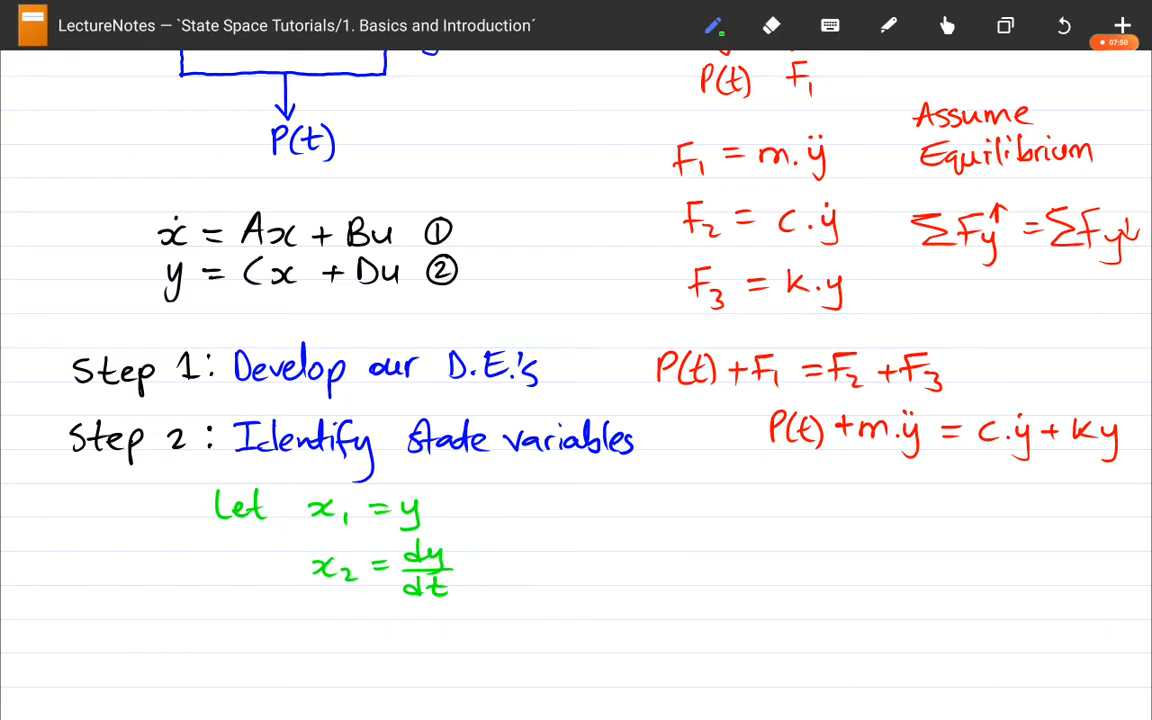 LectureNotes — `State Space Tutorials/1. Basics and Introduction´
07:50
P(t)
P(t) F₁
Assume
Equilibrium
F₁ = m.ÿ
F₂ = c.ẏ
F₃ = k.y
ΣFy↑ = ΣFy↓
ẋ = Ax + Bu ①
y = Cx + Du ②
Step 1: Develop our D.E.'s
P(t) + F₁ = F₂ + F₃
Step 2: Identify state variables
P(t) + m.ÿ = c.ẏ + ky
Let x₁ = y
x₂ = dy/dt